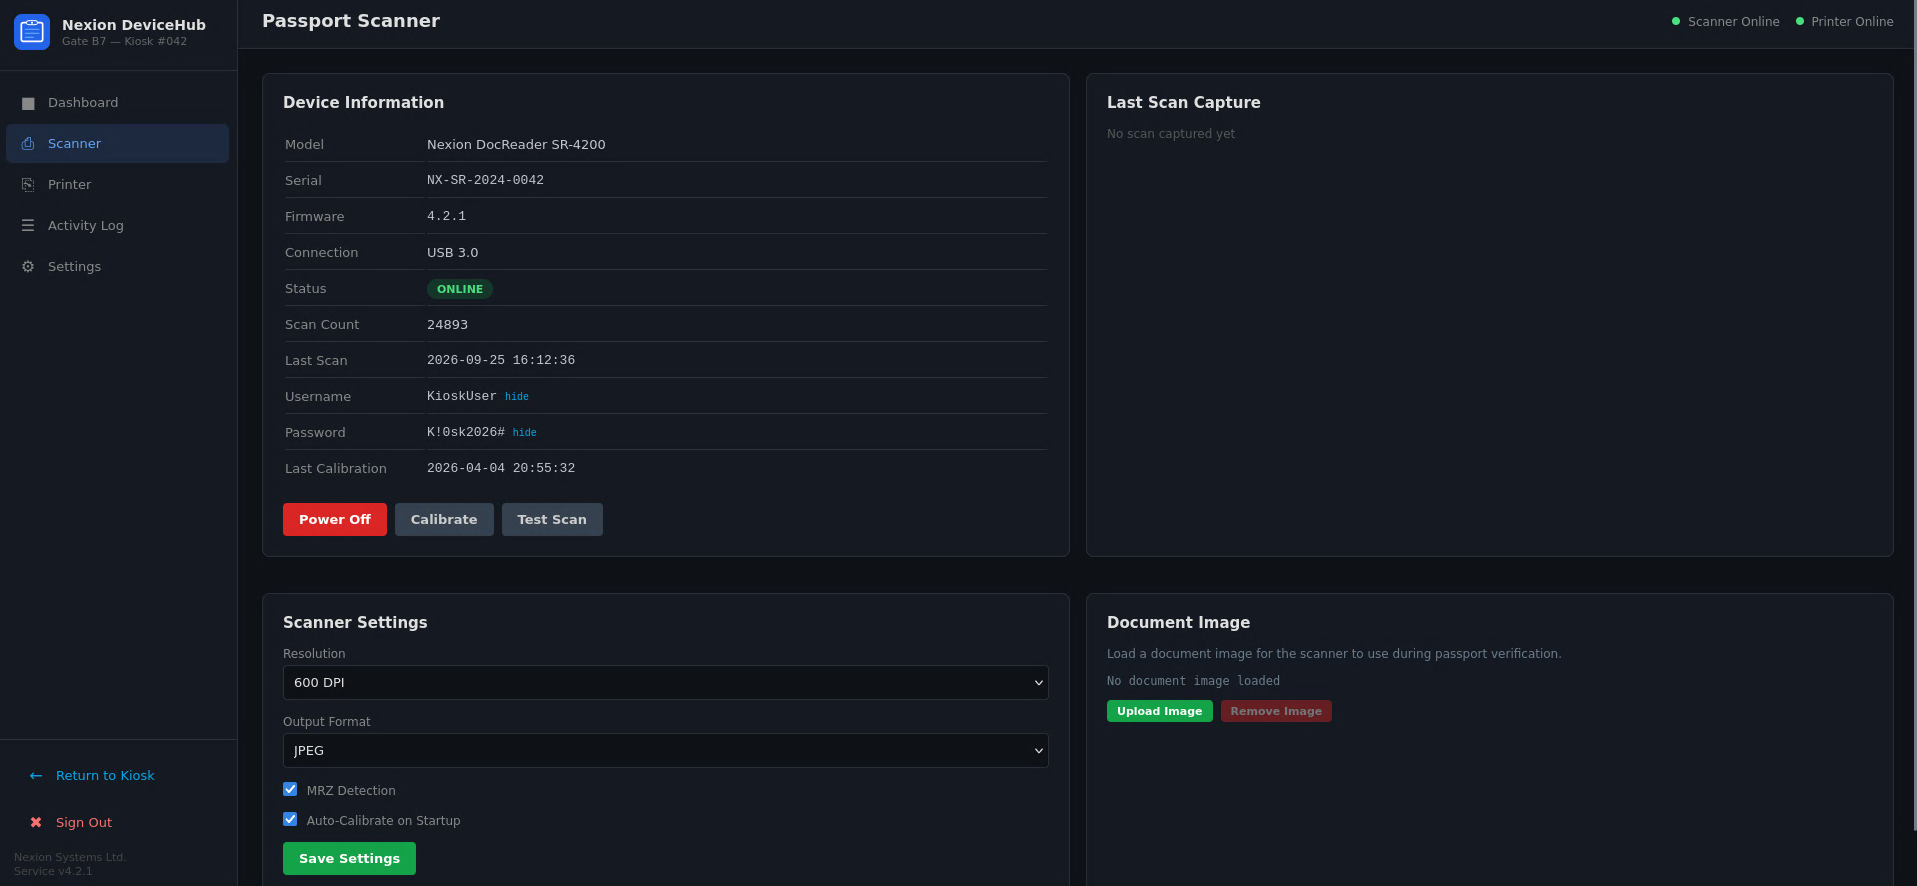 Nexion DeviceHub
Gate B7 — Kiosk #042
Dashboard
Scanner
Printer
Activity Log
Settings
← Return to Kiosk
✖ Sign Out
Nexion Systems Ltd.
Service v4.2.1
Passport Scanner
Scanner Online
Printer Online
Device Information
Model Nexion DocReader SR-4200
Serial NX-SR-2024-0042
Firmware 4.2.1
Connection USB 3.0
Status ONLINE
Scan Count 24893
Last Scan 2026-09-25 16:12:36
Username KioskUser hide
Password K!0sk2026# hide
Last Calibration 2026-04-04 20:55:32
Power Off Calibrate Test Scan
Last Scan Capture
No scan captured yet
Scanner Settings
Resolution
600 DPI
Output Format
JPEG
MRZ Detection
Auto-Calibrate on Startup
Save Settings
Document Image
Load a document image for the scanner to use during passport verification.
No document image loaded
Upload Image Remove Image